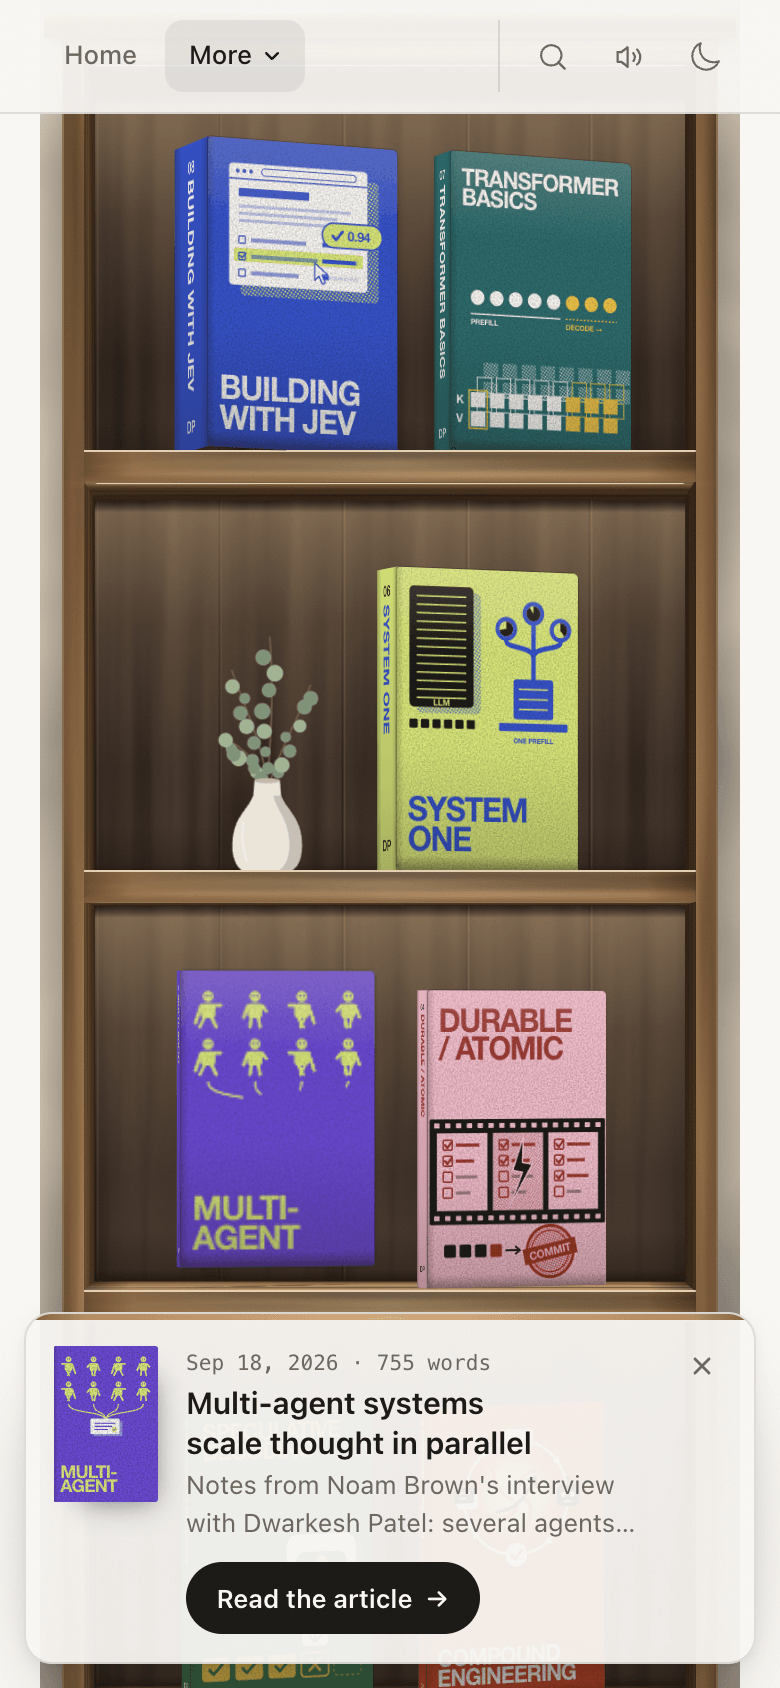 Home
More
BUILDING WITH JEV
DP
0.94
BUILDING
WITH JEV
TRANSFORMER BASICS
DP
TRANSFORMER
BASICS
PREFILL
DECODE →
K
V
06
SYSTEM ONE
DP
LLM
ONE PREFILL
SYSTEM
ONE
MULTI-
AGENT
DURABLE / ATOMIC
DURABLE
/ ATOMIC
COMMIT
Sep 18, 2026 · 755 words
Multi-agent systems
scale thought in parallel
Notes from Noam Brown's interview
with Dwarkesh Patel: several agents...
MULTI-
AGENT
Read the article →
COMPOUND
ENGINEERING